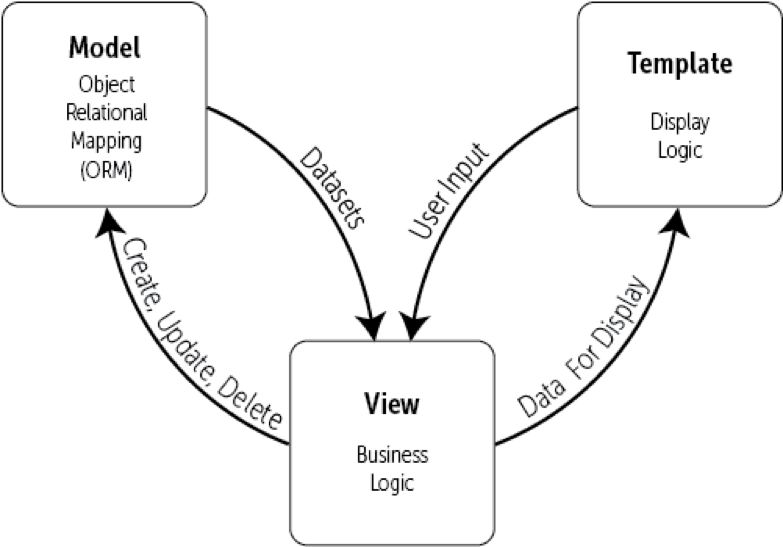 Model
Object
Relational
Mapping
(ORM)
Template
Display
Logic
Datasets
User Input
Create, Update, Delete
Data For Display
View
Business
Logic